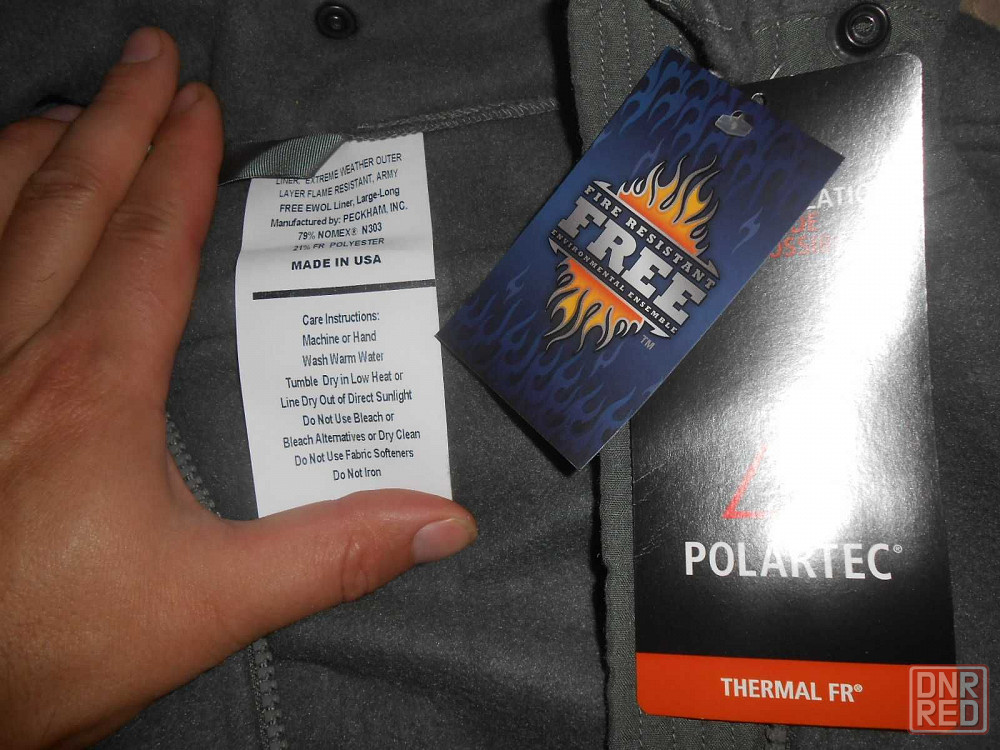 LINER, EXTREME WEATHER OUTER
LAYER FLAME RESISTANT, ARMY
FREE EWOL Liner, Large-Long
Manufactured by: PECKHAM, INC.
79% NOMEX® N303
21% FR POLYESTER
MADE IN USA
Care Instructions:
Machine or Hand
Wash Warm Water
Tumble Dry in Low Heat or
Line Dry Out of Direct Sunlight
Do Not Use Bleach or
Bleach Alternatives or Dry Clean
Do Not Use Fabric Softeners
Do Not Iron
FIRE RESISTANT
FREE
ENVIRONMENTAL ENSEMBLE
TM
POLARTEC®
THERMAL FR®
DNR
RED